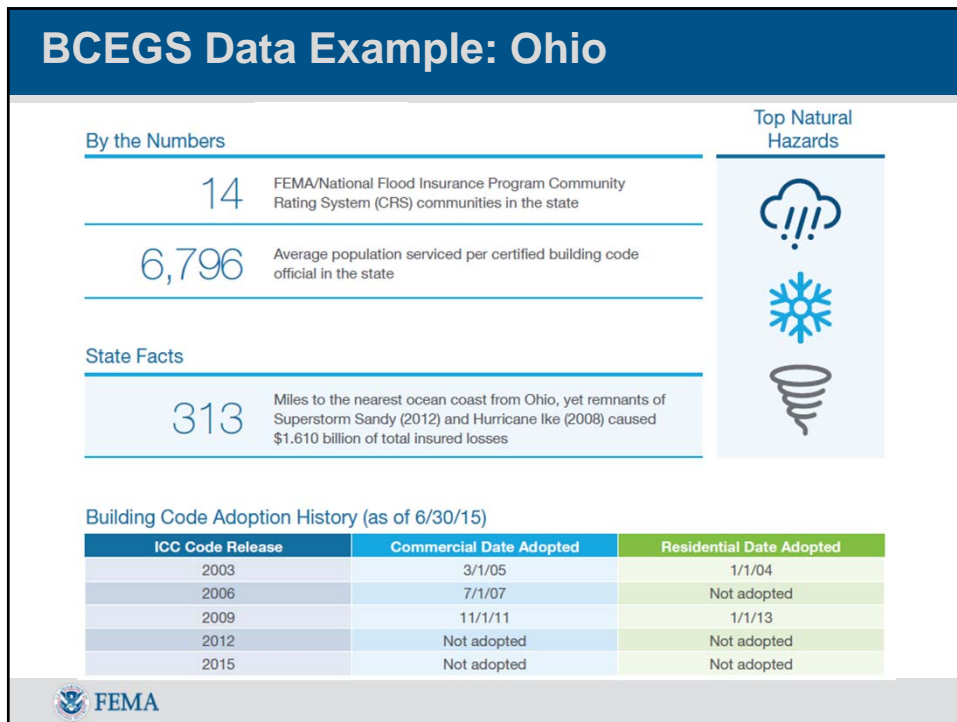 BCEGS Data Example: Ohio
By the Numbers
14
FEMA/National Flood Insurance Program Community
Rating System (CRS) communities in the state
6,796
Average population serviced per certified building code
official in the state
State Facts
313
Miles to the nearest ocean coast from Ohio, yet remnants of
Superstorm Sandy (2012) and Hurricane Ike (2008) caused
$1.610 billion of total insured losses
Top Natural
Hazards
Building Code Adoption History (as of 6/30/15)
ICC Code Release Commercial Date Adopted Residential Date Adopted
2003 3/1/05 1/1/04
2006 7/1/07 Not adopted
2009 11/1/11 1/1/13
2012 Not adopted Not adopted
2015 Not adopted Not adopted
FEMA